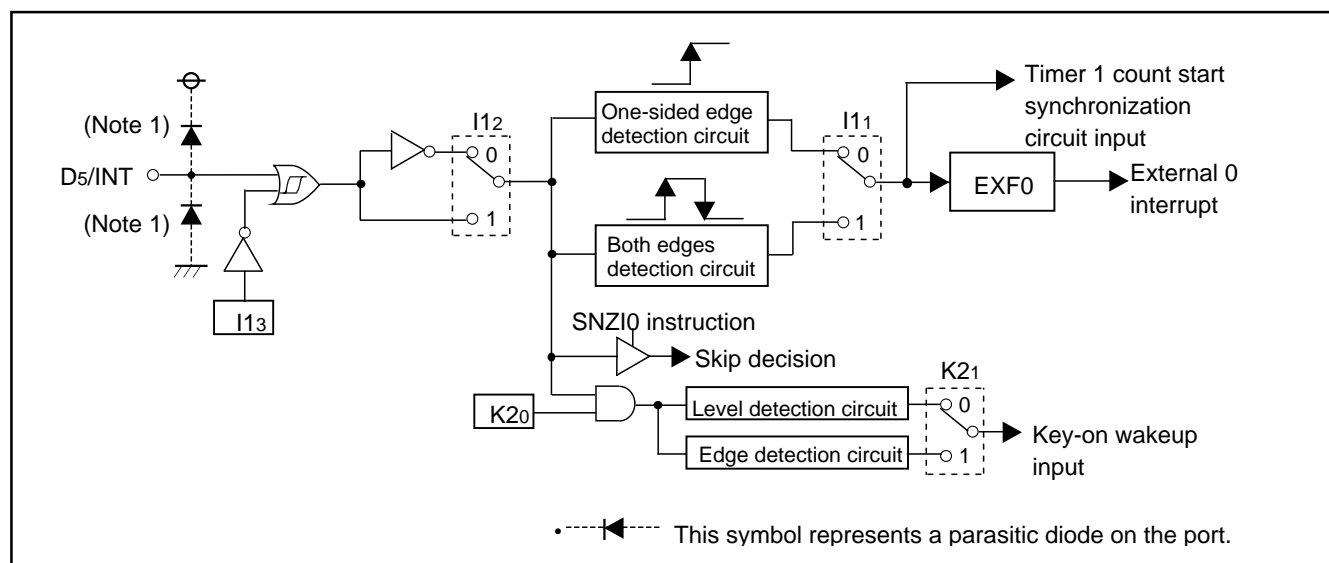 (Note 1)
D5/INT
(Note 1)
I13
I12
0
1
One-sided edge
detection circuit
Both edges
detection circuit
I11
0
1
Timer 1 count start
synchronization
circuit input
EXF0
External 0
interrupt
SNZI0 instruction
Skip decision
K20
Level detection circuit
Edge detection circuit
K21
0
1
Key-on wakeup
input
This symbol represents a parasitic diode on the port.